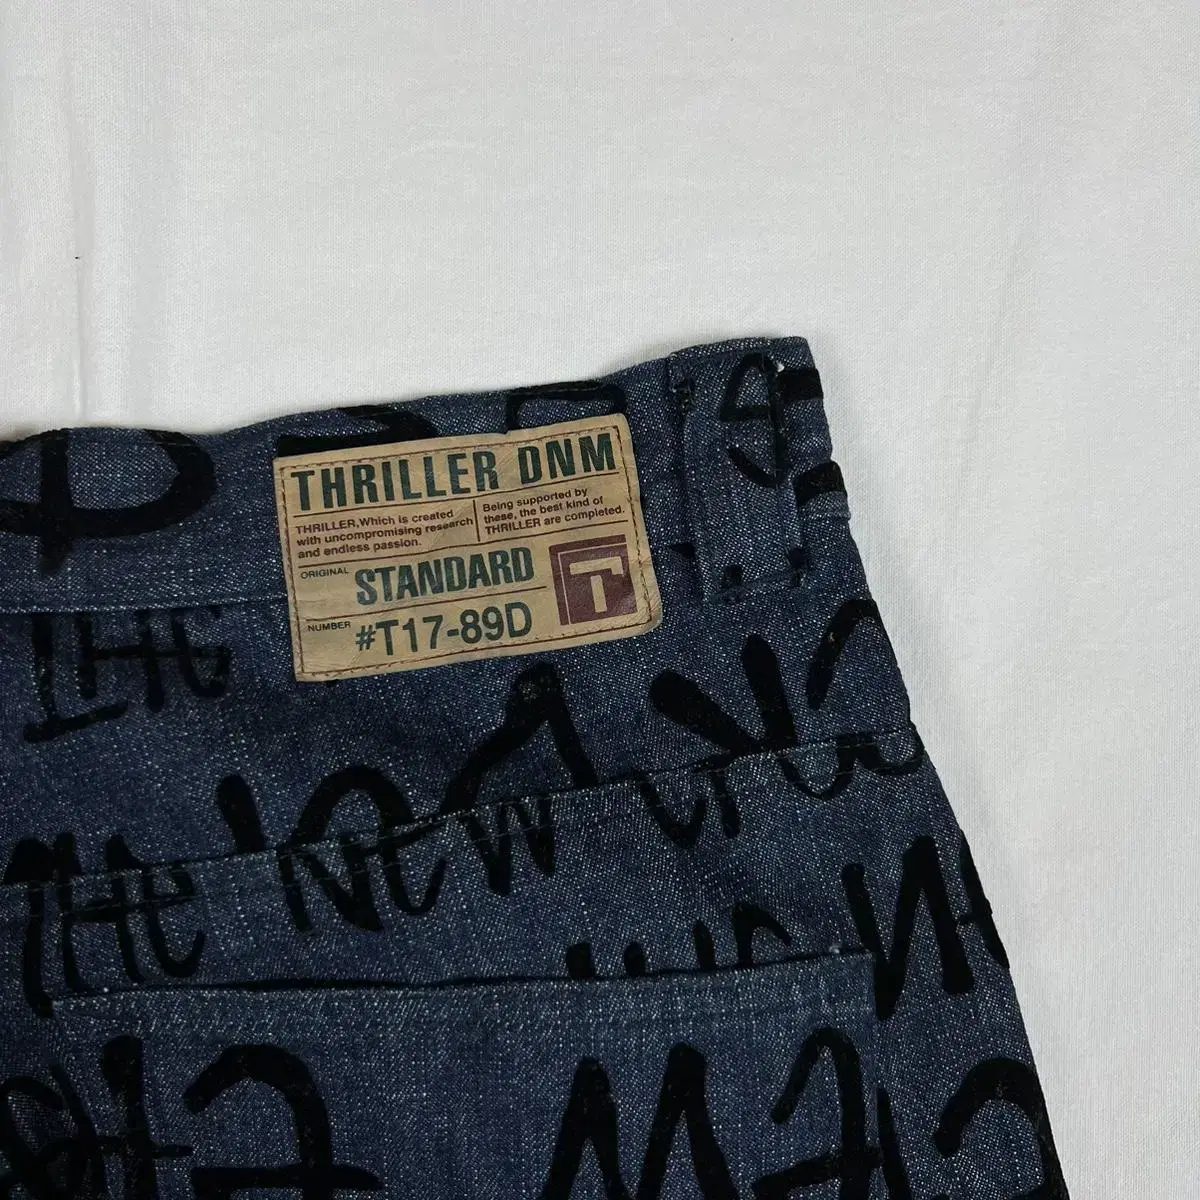 THRILLER DNM
THRILLER,Which is created
with uncompromising research
and endless passion.
Being supported by
these, the best kind of
THRILLER are completed.
ORIGINAL STANDARD
NUMBER #T17-89D
T
THE
THE NEW